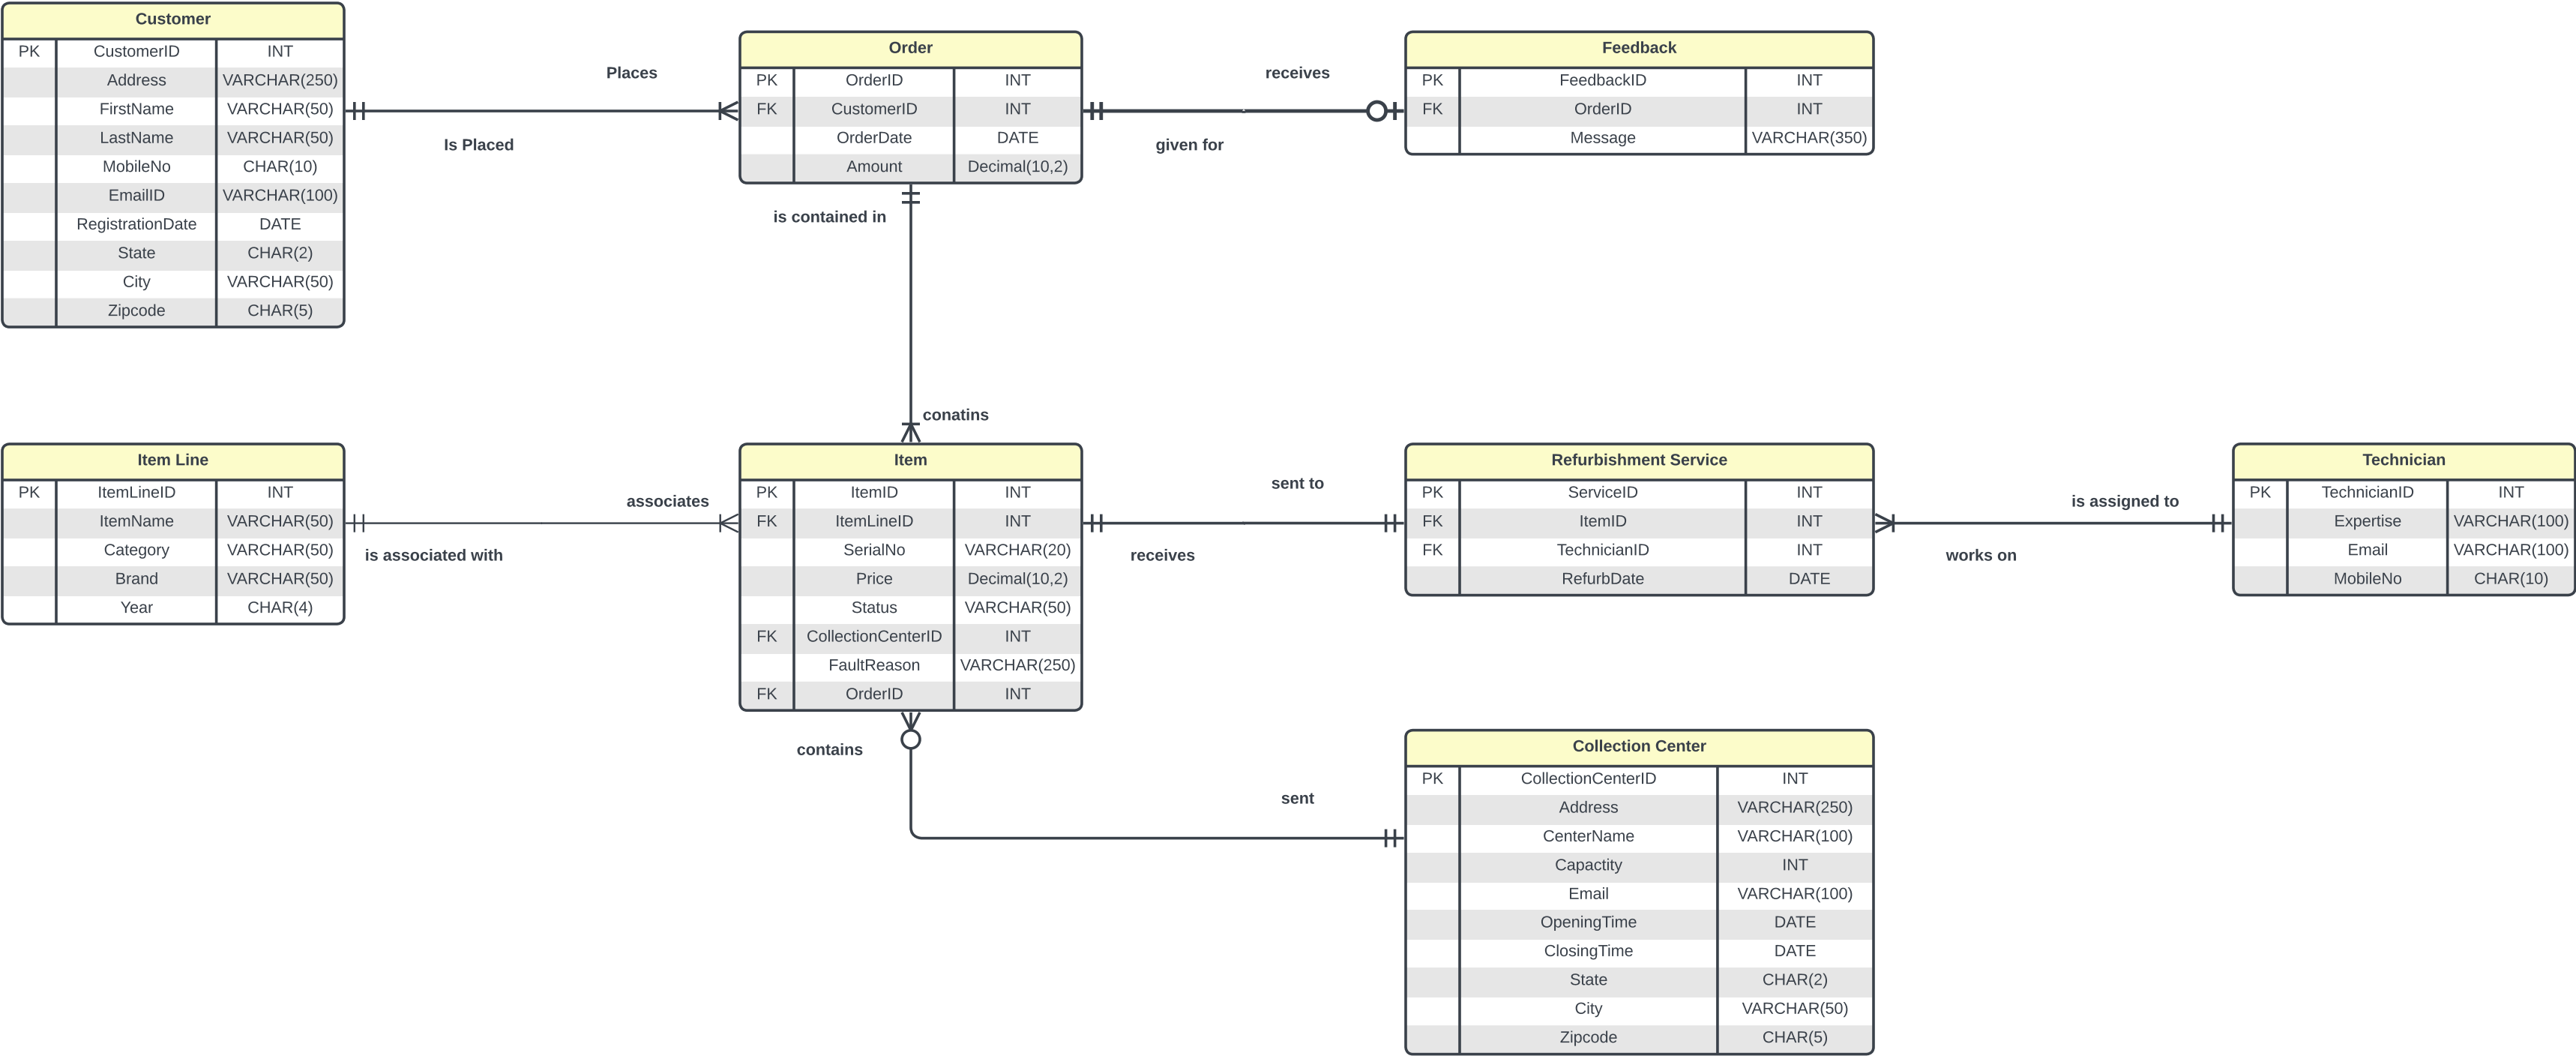 Customer
PK CustomerID INT
Address VARCHAR(250)
FirstName VARCHAR(50)
LastName VARCHAR(50)
MobileNo CHAR(10)
EmailID VARCHAR(100)
RegistrationDate DATE
State CHAR(2)
City VARCHAR(50)
Zipcode CHAR(5)
Places
Is Placed
Order
PK OrderID INT
FK CustomerID INT
OrderDate DATE
Amount Decimal(10,2)
receives
given for
Feedback
PK FeedbackID INT
FK OrderID INT
Message VARCHAR(350)
is contained in
conatins
Item Line
PK ItemLineID INT
ItemName VARCHAR(50)
Category VARCHAR(50)
Brand VARCHAR(50)
Year CHAR(4)
associates
is associated with
Item
PK ItemID INT
FK ItemLineID INT
SerialNo VARCHAR(20)
Price Decimal(10,2)
Status VARCHAR(50)
FK CollectionCenterID INT
FaultReason VARCHAR(250)
FK OrderID INT
sent to
receives
Refurbishment Service
PK ServiceID INT
FK ItemID INT
FK TechnicianID INT
RefurbDate DATE
is assigned to
works on
Technician
PK TechnicianID INT
Expertise VARCHAR(100)
Email VARCHAR(100)
MobileNo CHAR(10)
contains
sent
Collection Center
PK CollectionCenterID INT
Address VARCHAR(250)
CenterName VARCHAR(100)
Capactity INT
Email VARCHAR(100)
OpeningTime DATE
ClosingTime DATE
State CHAR(2)
City VARCHAR(50)
Zipcode CHAR(5)